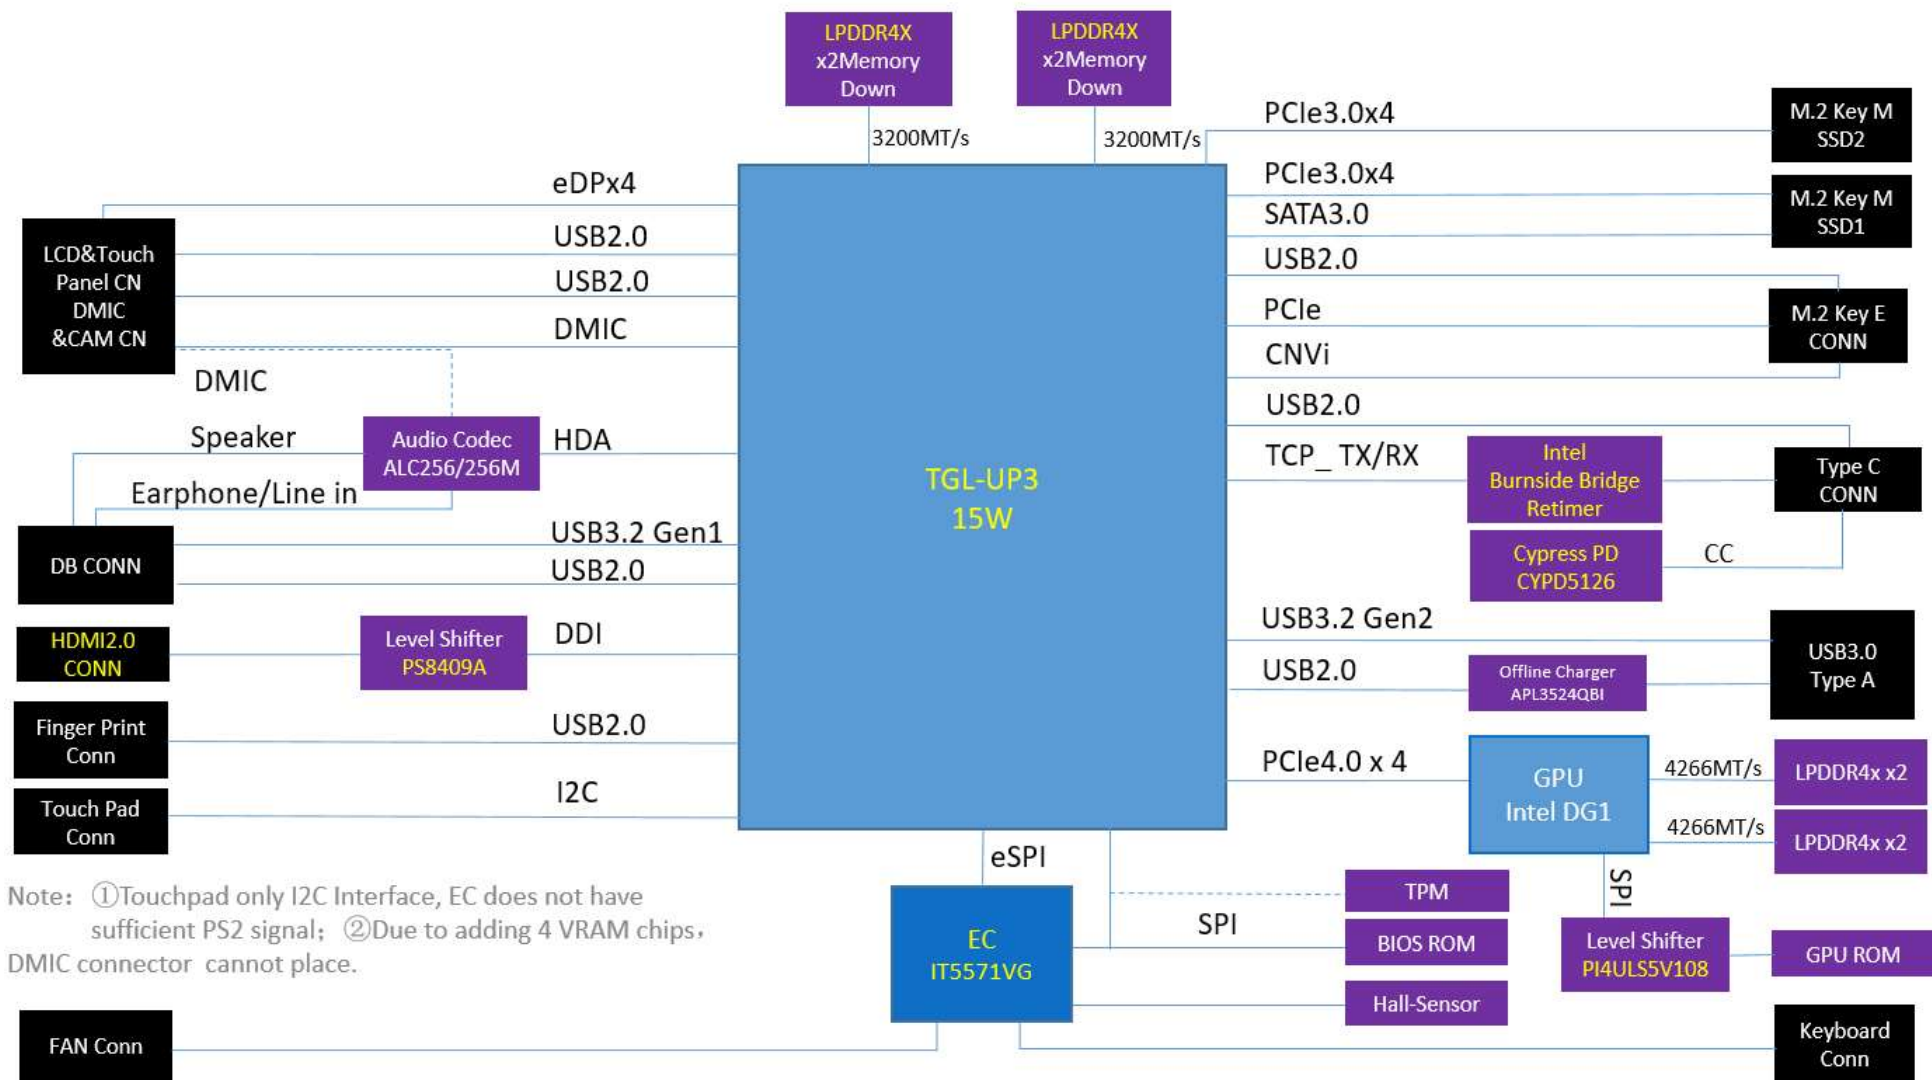 LPDDR4X
x2Memory
Down
LPDDR4X
x2Memory
Down
3200MT/s
3200MT/s
PCIe3.0x4
M.2 Key M
SSD2
eDPx4
PCIe3.0x4
M.2 Key M
SSD1
SATA3.0
LCD&Touch
Panel CN
DMIC
&CAM CN
USB2.0
USB2.0
DMIC
DMIC
USB2.0
PCIe
CNVi
M.2 Key E
CONN
Speaker
Audio Codec
ALC256/256M
HDA
Earphone/Line in
TGL-UP3
15W
USB2.0
TCP_ TX/RX
Intel
Burnside Bridge
Retimer
Type C
CONN
Cypress PD
CYPD5126
CC
DB CONN
USB3.2 Gen1
USB2.0
HDMI2.0
CONN
Level Shifter
PS8409A
DDI
USB3.2 Gen2
USB2.0
Offline Charger
APL3524QBI
USB3.0
Type A
Finger Print
Conn
USB2.0
Touch Pad
Conn
I2C
PCIe4.0 x 4
GPU
Intel DG1
4266MT/s
LPDDR4x x2
4266MT/s
LPDDR4x x2
eSPI
SPI
Note: ①Touchpad only I2C Interface, EC does not have
sufficient PS2 signal; ②Due to adding 4 VRAM chips，
DMIC connector cannot place.
EC
IT5571VG
SPI
TPM
BIOS ROM
Hall-Sensor
Level Shifter
PI4ULS5V108
GPU ROM
FAN Conn
Keyboard
Conn